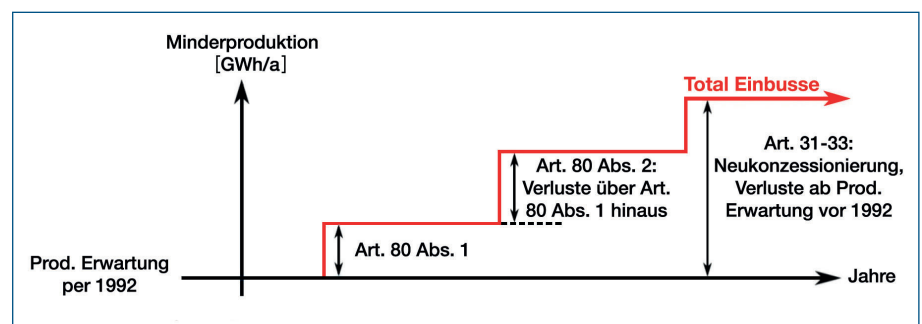 Minderproduktion
[GWh/a]
Total Einbusse
Art. 31-33:
Neukonzessionierung,
Verluste ab Prod.
Erwartung vor 1992
Art. 80 Abs. 2:
Verluste über Art.
80 Abs. 1 hinaus
Art. 80 Abs. 1
Prod. Erwartung
per 1992
Jahre